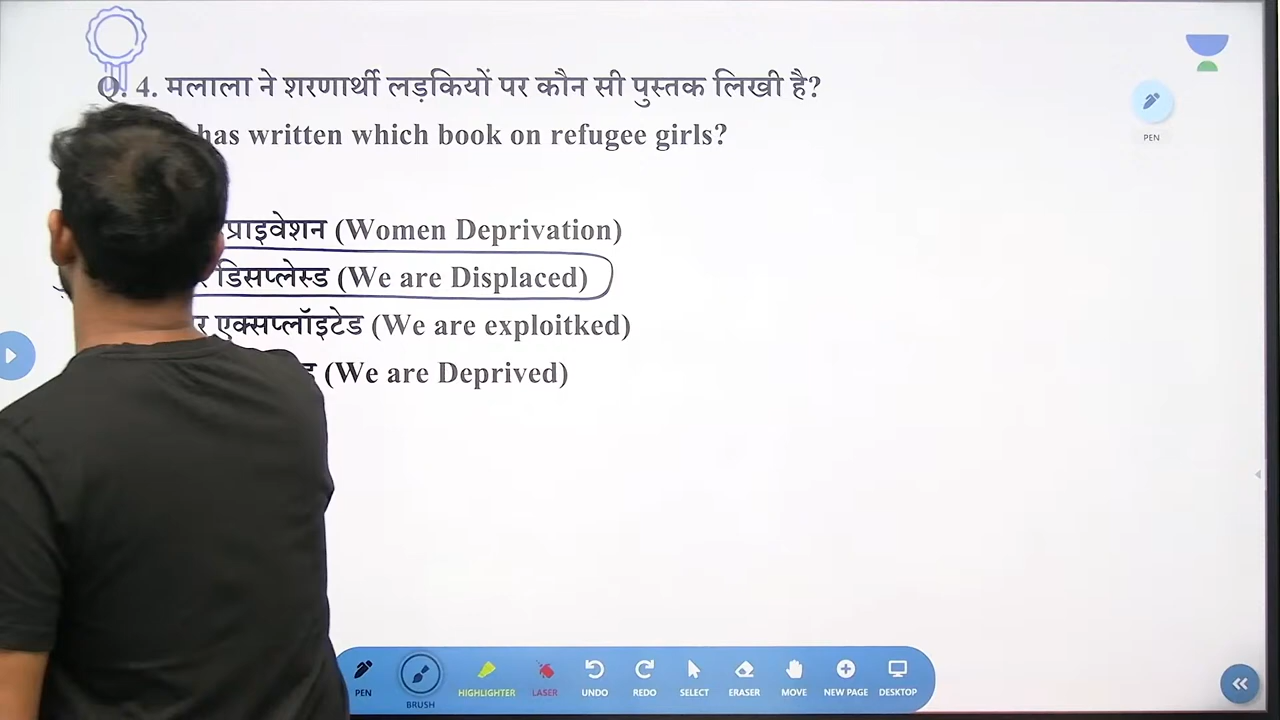 Q. 4. मलाला ने शरणार्थी लड़कियों पर कौन सी पुस्तक लिखी है?
has written which book on refugee girls?
प्राइवेशन (Women Deprivation)
डिसप्लेस्ड (We are Displaced)
एक्सप्लॉइटेड (We are exploitked)
(We are Deprived)
PEN
PEN
BRUSH
HIGHLIGHTER
LASER
UNDO
REDO
SELECT
ERASER
MOVE
NEW PAGE
DESKTOP